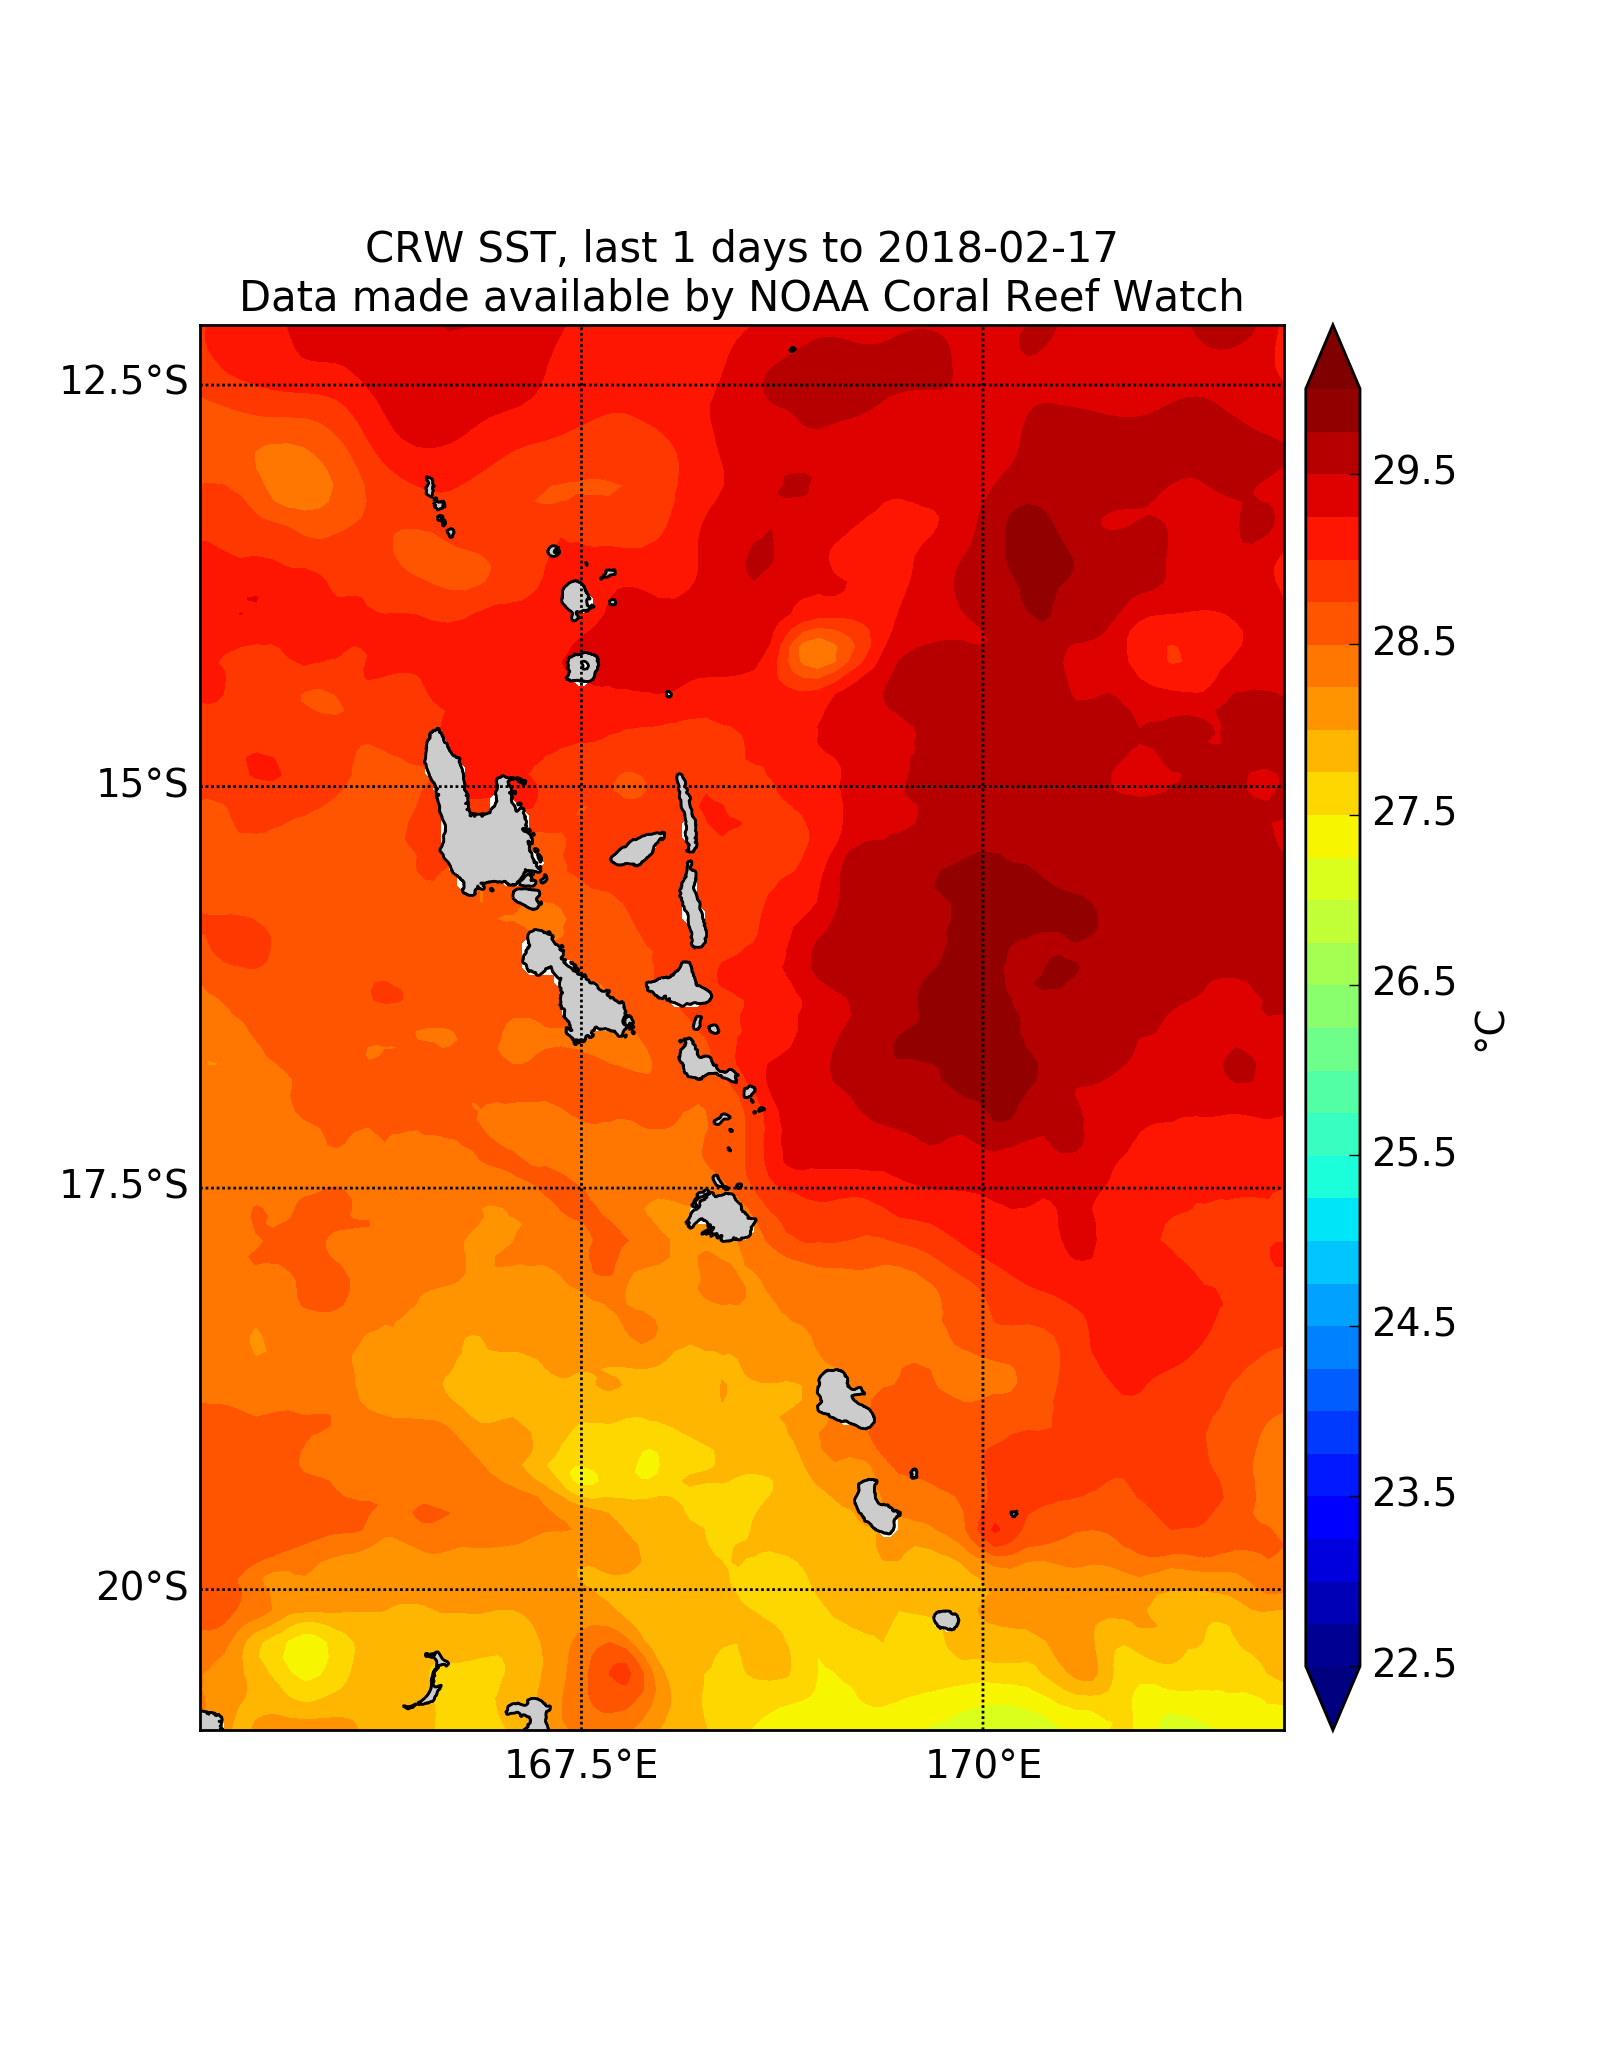 CRW SST, last 1 days to 2018-02-17
Data made available by NOAA Coral Reef Watch
12.5°S
15°S
17.5°S
20°S
167.5°E
170°E
29.5
28.5
27.5
26.5
25.5
24.5
23.5
22.5
°C